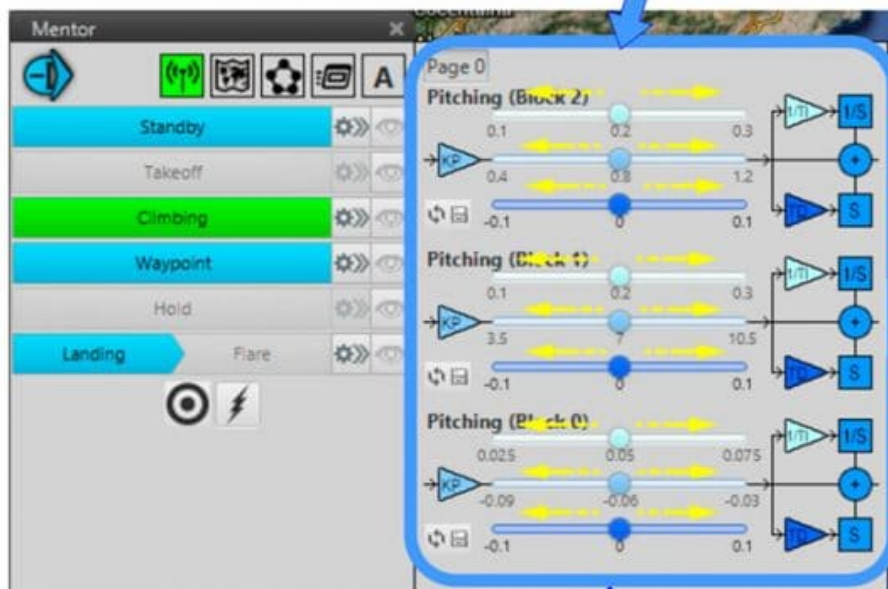 Mentor
A
Standby
Takeoff
Climbing
Waypoint
Hold
Landing Flare
Page 0
Pitching (Block 2)
0.1 0.2 0.3
1/TI 1/S
KP
0.4 0.8 1.2
+
TD S
-0.1 0 0.1
Pitching (Block 1)
0.1 0.2 0.3
1/TI 1/S
KP
3.5 7 10.5
+
TD S
-0.1 0 0.1
Pitching (Block 0)
0.025 0.05 0.075
1/TI 1/S
KP
-0.09 -0.06 -0.03
+
TD S
-0.1 0 0.1